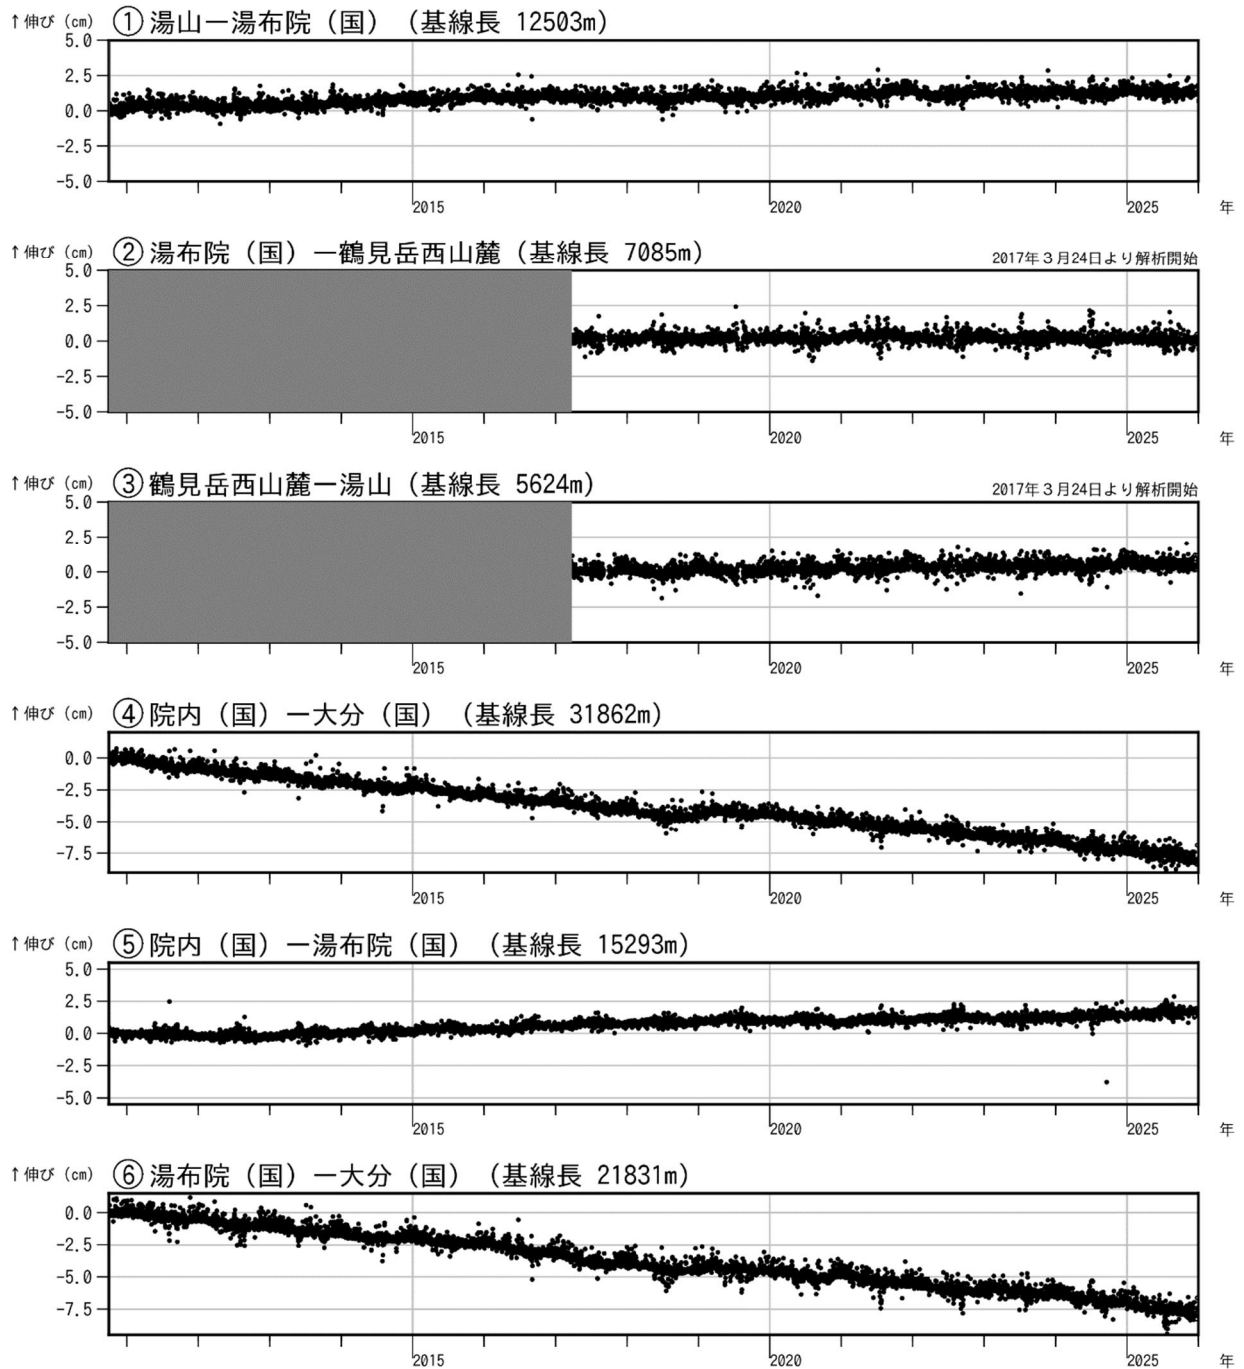 ↑伸び (cm) ①湯山ー湯布院（国）（基線長 12503m）
5.0
2.5
0.0
-2.5
-5.0
2015 2020 2025 年
↑伸び (cm) ②湯布院（国）ー鶴見岳西山麓（基線長 7085m） 2017年３月24日より解析開始
5.0
2.5
0.0
-2.5
-5.0
2015 2020 2025 年
↑伸び (cm) ③鶴見岳西山麓ー湯山（基線長 5624m） 2017年３月24日より解析開始
5.0
2.5
0.0
-2.5
-5.0
2015 2020 2025 年
↑伸び (cm) ④院内（国）ー大分（国）（基線長 31862m）
0.0
-2.5
-5.0
-7.5
2015 2020 2025 年
↑伸び (cm) ⑤院内（国）ー湯布院（国）（基線長 15293m）
5.0
2.5
0.0
-2.5
-5.0
2015 2020 2025 年
↑伸び (cm) ⑥湯布院（国）ー大分（国）（基線長 21831m）
0.0
-2.5
-5.0
-7.5
2015 2020 2025 年